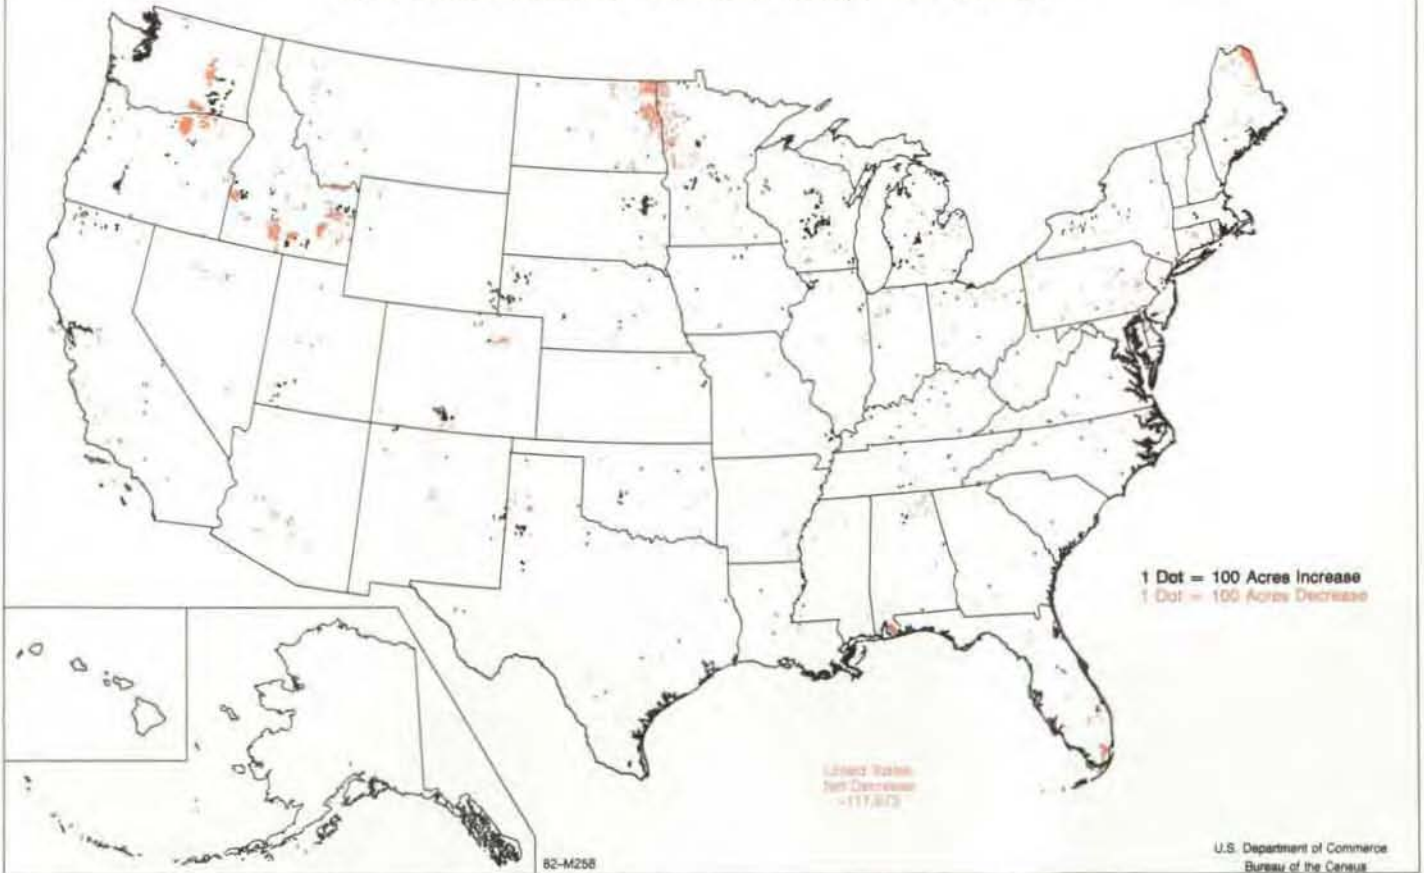 1 Dot = 100 Acres Increase
1 Dot = 100 Acres Decrease
United States
Net Decrease
82-M258
U.S. Department of Commerce
Bureau of the Census